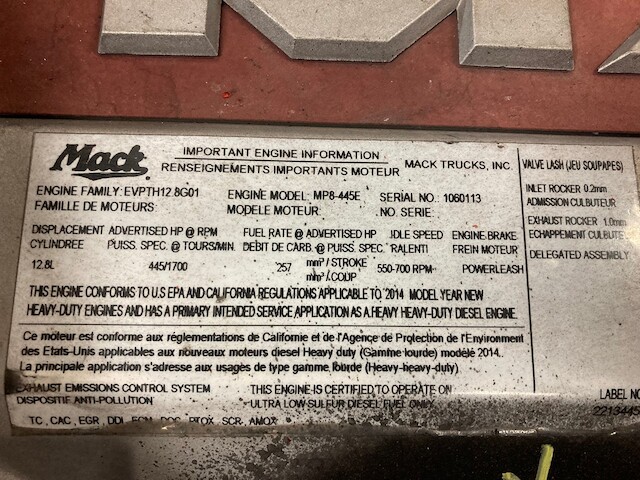 Mack
IMPORTANT ENGINE INFORMATION
RENSEIGNEMENTS IMPORTANTS MOTEUR
MACK TRUCKS, INC.
ENGINE FAMILY: EVPTH12.8G01
FAMILLE DE MOTEURS:
ENGINE MODEL: MP8-445E
MODELE MOTEUR:
SERIAL NO.: 1060113
NO. SERIE:
DISPLACEMENT ADVERTISED HP @ RPM FUEL RATE @ ADVERTISED HP IDLE SPEED ENGINE BRAKE
CYLINDREE PUISS. SPEC. @ TOURS/MIN. DEBIT DE CARB. @ PUISS. SPEC. RALENTI FREIN MOTEUR
12.8L 445/1700 257 mm³ / STROKE 550-700 RPM POWERLEASH
mm³ / COUP
THIS ENGINE CONFORMS TO U.S EPA AND CALIFORNIA REGULATIONS APPLICABLE TO 2014 MODEL YEAR NEW
HEAVY-DUTY ENGINES AND HAS A PRIMARY INTENDED SERVICE APPLICATION AS A HEAVY HEAVY-DUTY DIESEL ENGINE.
Ce moteur est conforme aux réglementations de Californie et de l'Agence de Protection de l'Environment
des Etats-Unis applicables aux nouveaux moteurs diesel Heavy duty (Gamme lourde) modèlé 2014.
La principale application s'adresse aux usages de type gamme lourde (Heavy-heavy-duty)
EXHAUST EMISSIONS CONTROL SYSTEM
DISPOSITIF ANTI-POLLUTION
THIS ENGINE IS CERTIFIED TO OPERATE ON
ULTRA LOW SULFUR DIESEL FUEL ONLY
TC, CAC, EGR, DDI, ECM, DOC, PTOX, SCR, AMOX
VALVE LASH (JEU SOUPAPES)
INLET ROCKER 0.2mm
ADMISSION CULBUTEUR
EXHAUST ROCKER 1.0mm
ECHAPPEMENT CULBUTE
DELEGATED ASSEMBLY
LABEL NO
2213445